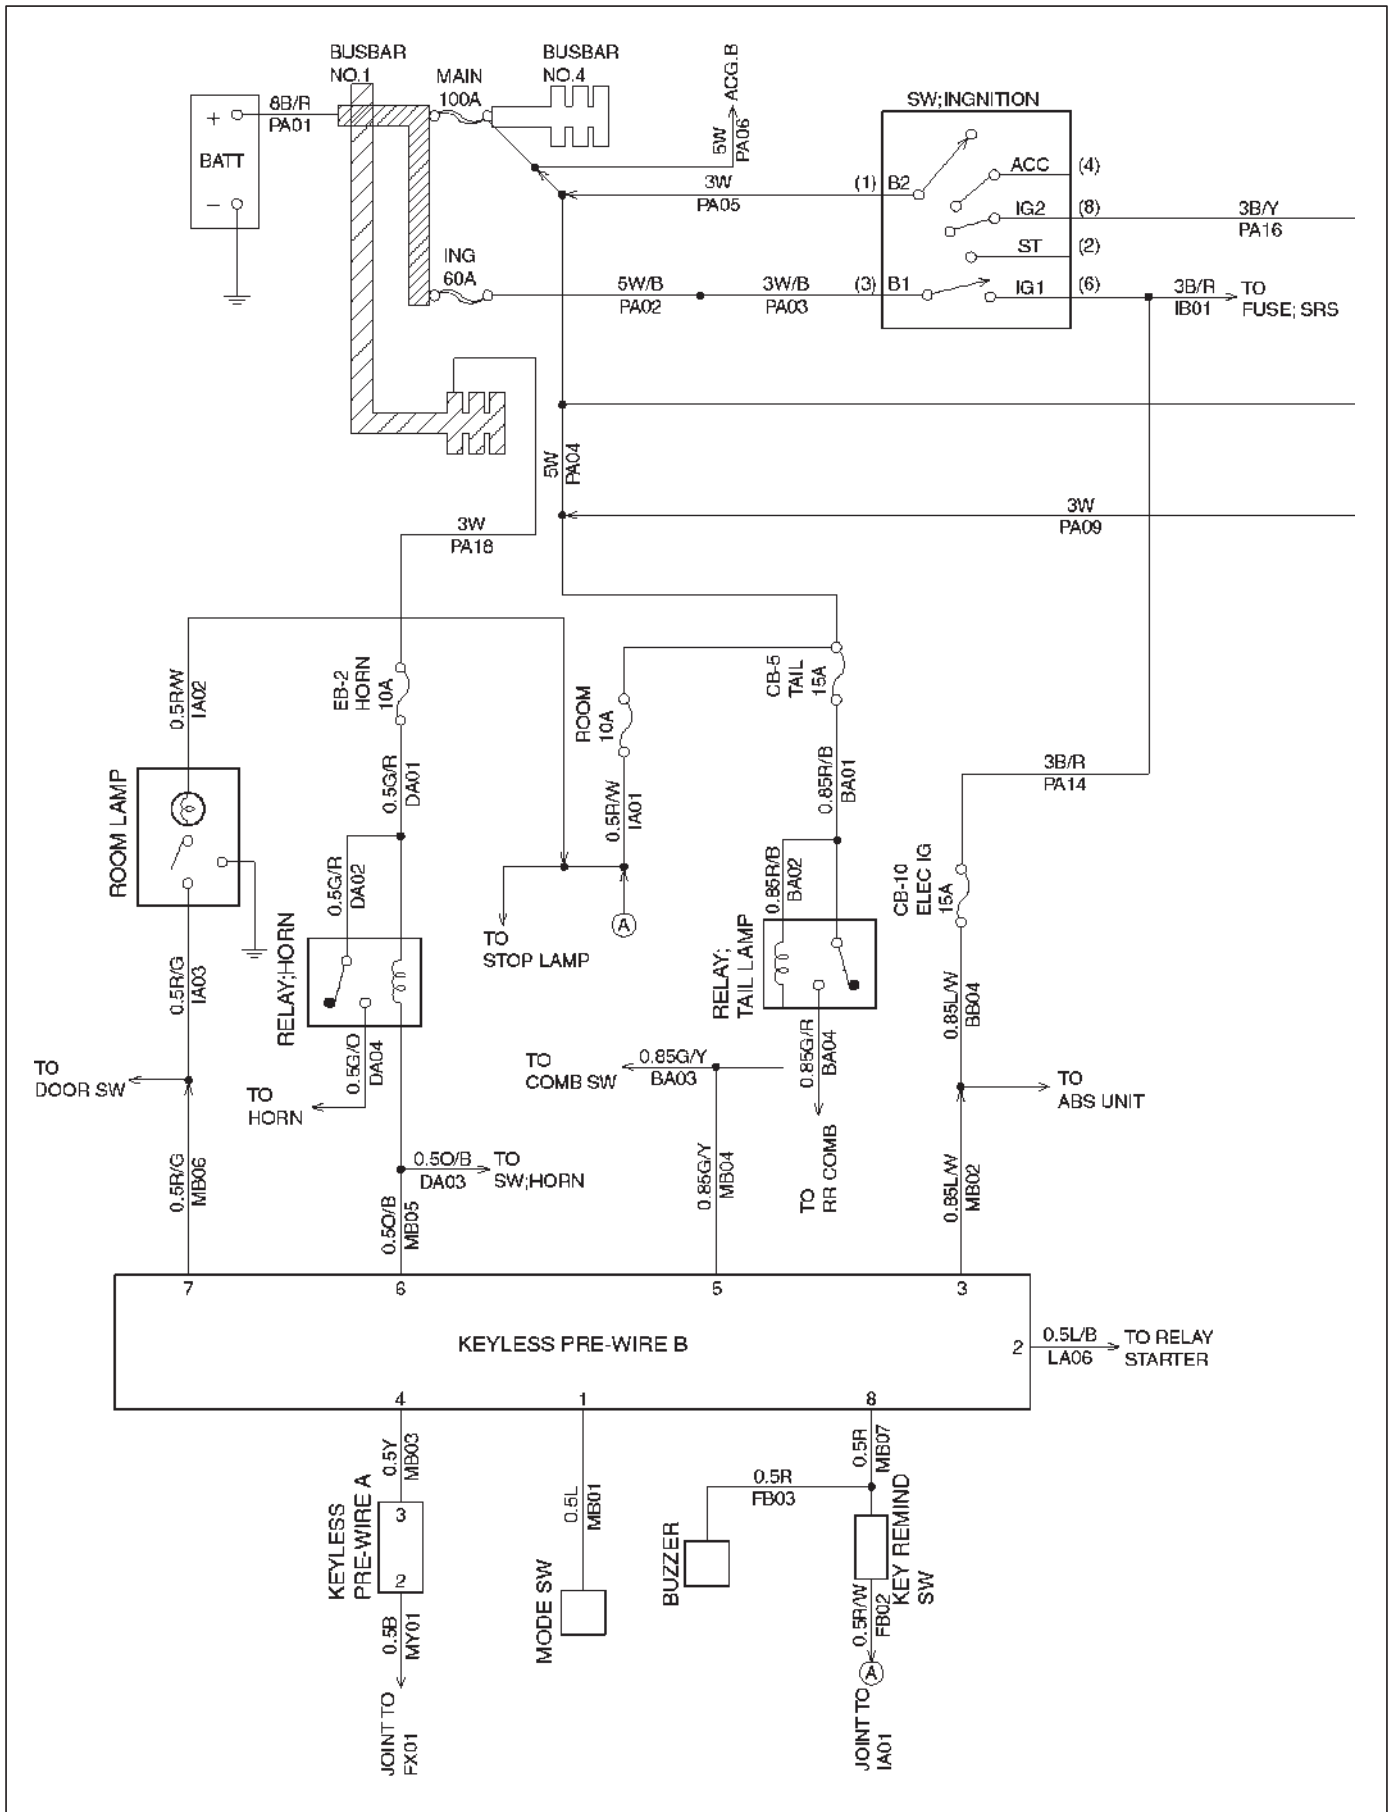 BUSBAR
NO.1
MAIN
100A
BUSBAR
NO.4
ACG.B
5W
PA06
SW;INGNITION
8B/R
PA01
+
BATT
−
3W
PA05
(1)
B2
ACC
(4)
IG2
(8)
3B/Y
PA16
ST
(2)
ING
60A
5W/B
PA02
3W/B
PA03
(3)
B1
IG1
(6)
3B/R
IB01
TO
FUSE; SRS
5W
PA04
3W
PA18
3W
PA09
0.5R/W
IA02
EB-2
HORN
10A
ROOM
10A
CB-5
TAIL
15A
3B/R
PA14
ROOM LAMP
0.5G/R
DA01
0.5R/W
IA01
0.85R/B
BA01
0.5G/R
DA02
0.85R/B
BA02
CB-10
ELEC IG
15A
A
TO
STOP LAMP
RELAY;HORN
RELAY;
TAIL LAMP
0.5R/G
IA03
0.5G/O
DA04
0.85G/R
BA04
0.85L/W
BB04
TO
DOOR SW
TO
HORN
TO
COMB SW
0.85G/Y
BA03
TO
ABS UNIT
0.5R/G
MB06
0.5O/B
DA03
TO
SW;HORN
0.5O/B
MB05
0.85G/Y
MB04
TO
RR COMB
0.85L/W
MB02
7
6
5
3
KEYLESS PRE-WIRE B
2
0.5L/B
LA06
TO RELAY
STARTER
4
1
8
0.5Y
MB03
0.5L
MB01
0.5R
MB07
0.5R
FB03
KEYLESS
PRE-WIRE A
3
2
MODE SW
BUZZER
KEY REMIND
SW
0.5B
MY01
0.5R/W
FB02
A
JOINT TO
FX01
JOINT TO
IA01